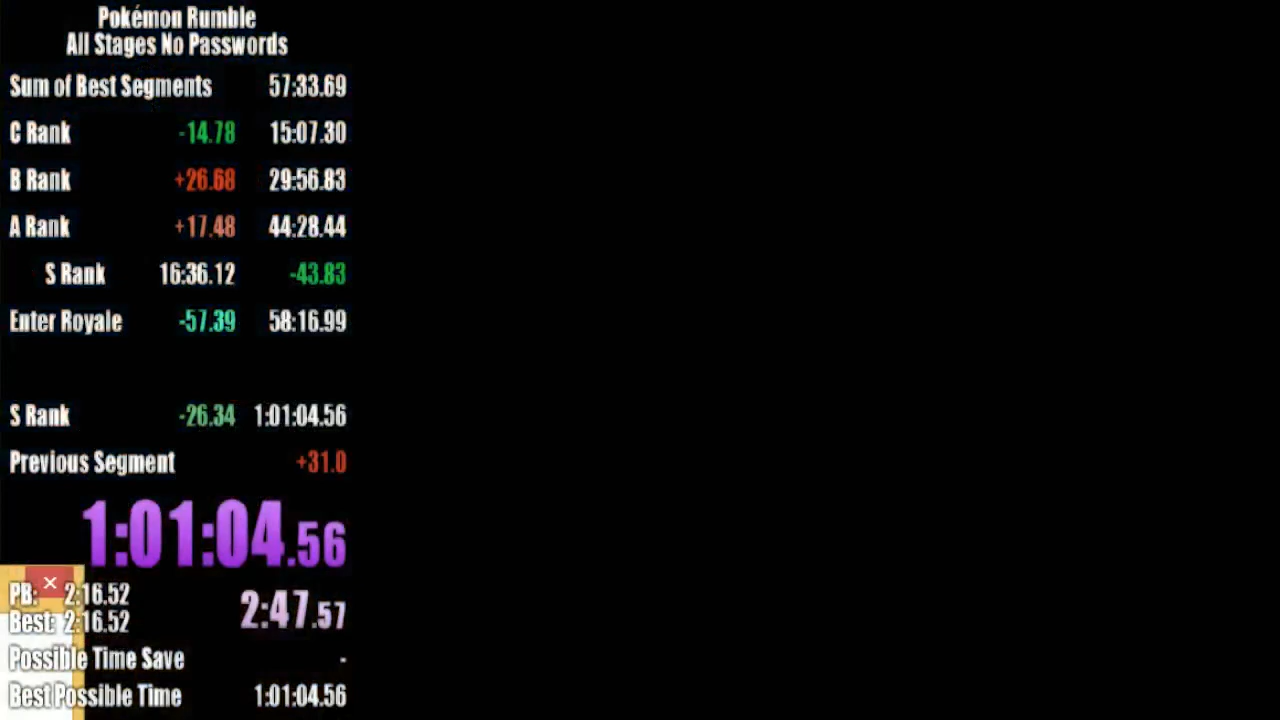 Pokémon Rumble
All Stages No Passwords
Sum of Best Segments 57:33.69
C Rank -14.78 15:07.30
B Rank +26.68 29:56.83
A Rank +17.48 44:28.44
S Rank 16:36.12 -43.83
Enter Royale -57.39 58:16.99
S Rank -26.34 1:01:04.56
Previous Segment +31.0
1:01:04.56
PB: 2:16.52
Best: 2:16.52
2:47.57
Possible Time Save -
Best Possible Time 1:01:04.56